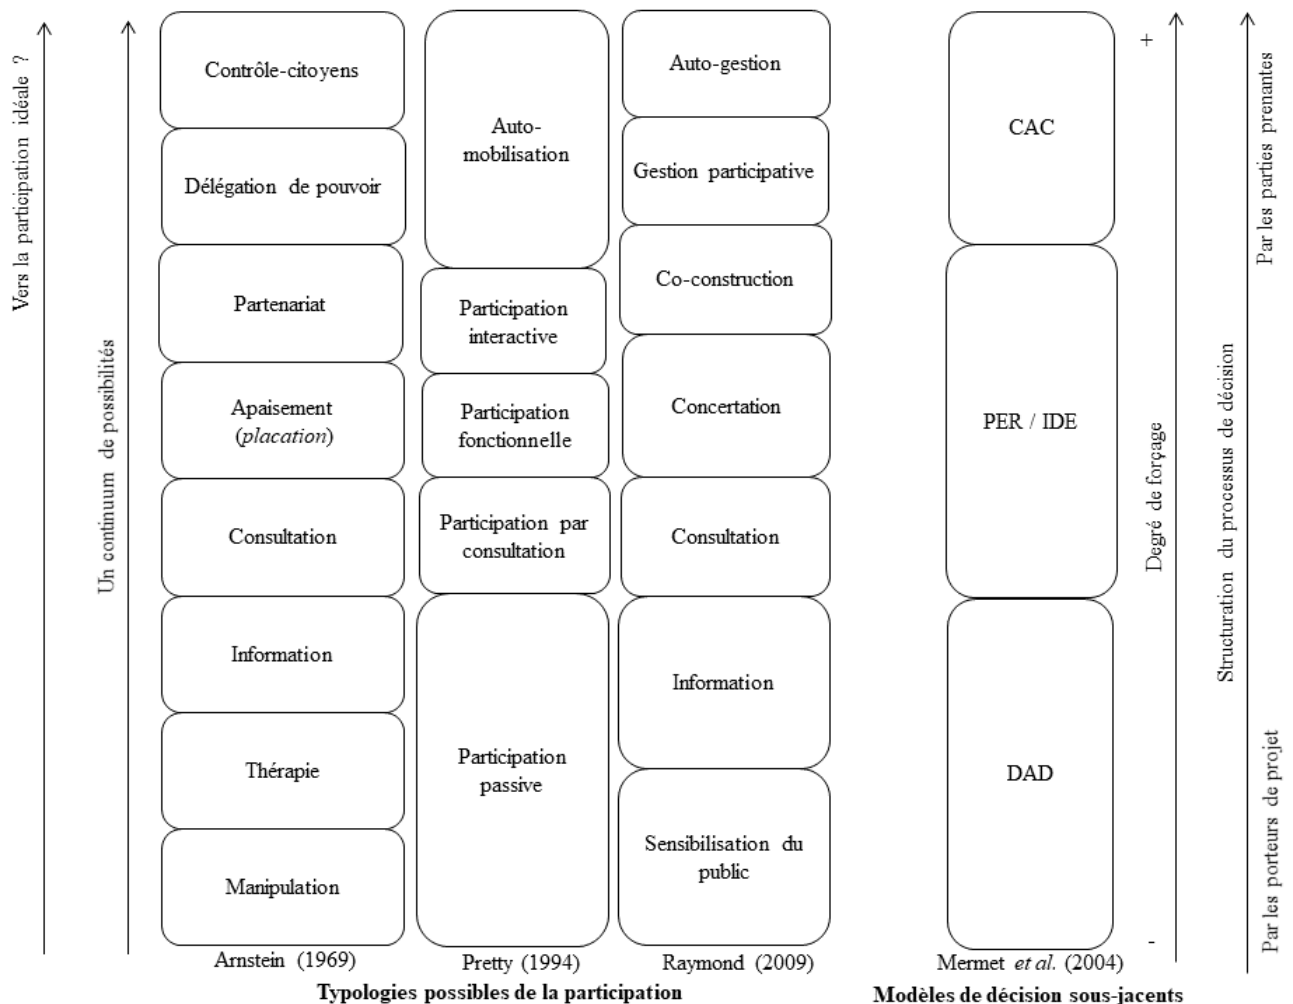 Vers la participation idéale ?
Un continuum de possibilités
Contrôle-citoyens
Délégation de pouvoir
Partenariat
Apaisement
(placation)
Consultation
Information
Thérapie
Manipulation
Arnstein (1969)
Auto-
mobilisation
Participation
interactive
Participation
fonctionnelle
Participation par
consultation
Participation
passive
Pretty (1994)
Auto-gestion
Gestion participative
Co-construction
Concertation
Consultation
Information
Sensibilisation du
public
Raymond (2009)
Typologies possibles de la participation
CAC
PER / IDE
DAD
Mermet et al. (2004)
Modèles de décision sous-jacents
+
Degré de forçage
-
Structuration du processus de décision
Par les parties prenantes
Par les porteurs de projet